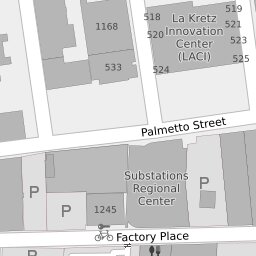 519
518
La Kretz
Innovation
Center
(LACI)
521
1168
520
523
525
533
524
Palmetto Street
Substations
Regional
Center
P
P
P
1245
Factory Place